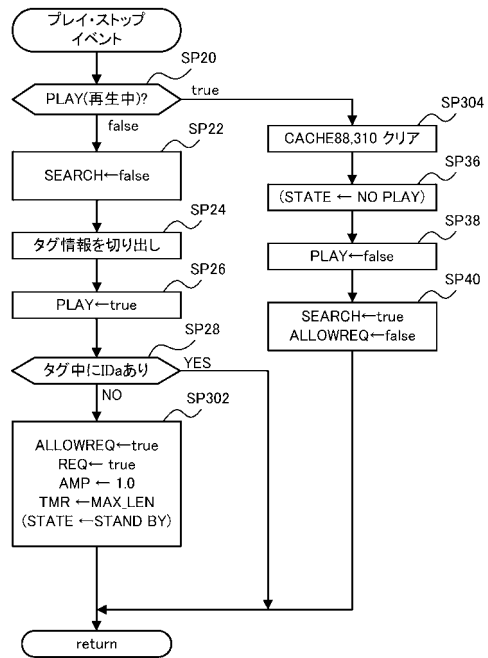 プレイ・ストップ
イベント
SP20
PLAY(再生中)?
true
false
SP22
SEARCH←false
SP24
タグ情報を切り出し
SP26
PLAY←true
SP28
タグ中にIDaあり
YES
NO
SP302
ALLOWREQ←true
REQ← true
AMP ← 1.0
TMR ←MAX_LEN
(STATE ←STAND BY)
SP304
CACHE88,310 クリア
SP36
(STATE ← NO PLAY)
SP38
PLAY←false
SP40
SEARCH←true
ALLOWREQ←false
return